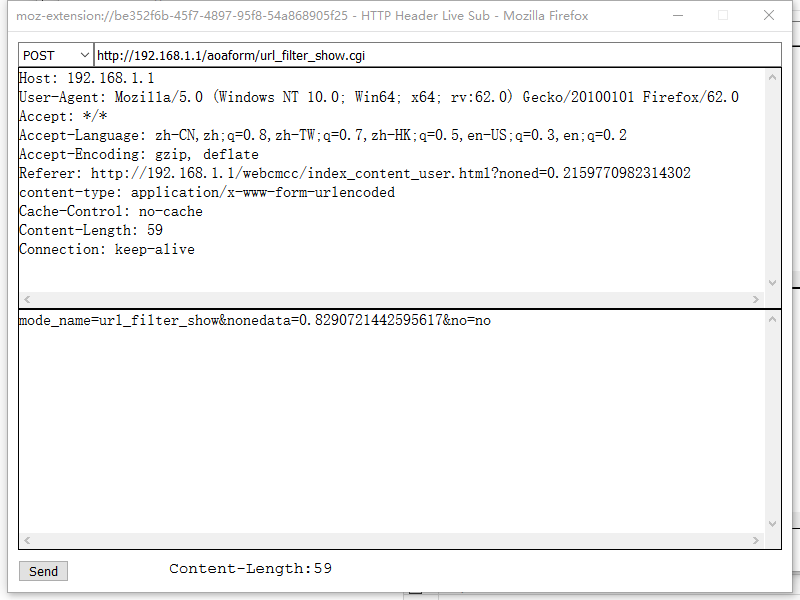 moz-extension://be352f6b-45f7-4897-95f8-54a868905f25 - HTTP Header Live Sub - Mozilla Firefox
POST http://192.168.1.1/aoaform/url_filter_show.cgi
Host: 192.168.1.1
User-Agent: Mozilla/5.0 (Windows NT 10.0; Win64; x64; rv:62.0) Gecko/20100101 Firefox/62.0
Accept: */*
Accept-Language: zh-CN,zh;q=0.8,zh-TW;q=0.7,zh-HK;q=0.5,en-US;q=0.3,en;q=0.2
Accept-Encoding: gzip, deflate
Referer: http://192.168.1.1/webcmcc/index_content_user.html?noned=0.2159770982314302
content-type: application/x-www-form-urlencoded
Cache-Control: no-cache
Content-Length: 59
Connection: keep-alive
mode_name=url_filter_show&nonedata=0.8290721442595617&no=no
Send Content-Length:59